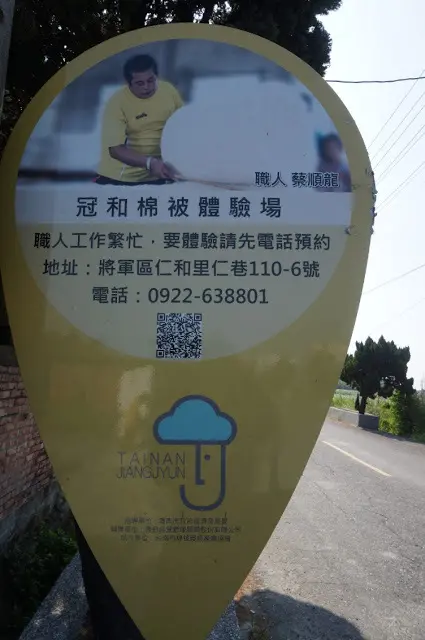 職人 蔡順龍
冠和棉被體驗場
職人工作繁忙，要體驗請先電話預約
地址：將軍區仁和里仁巷110-6號
電話：0922-638801
TAINAN
JIANGJYUN